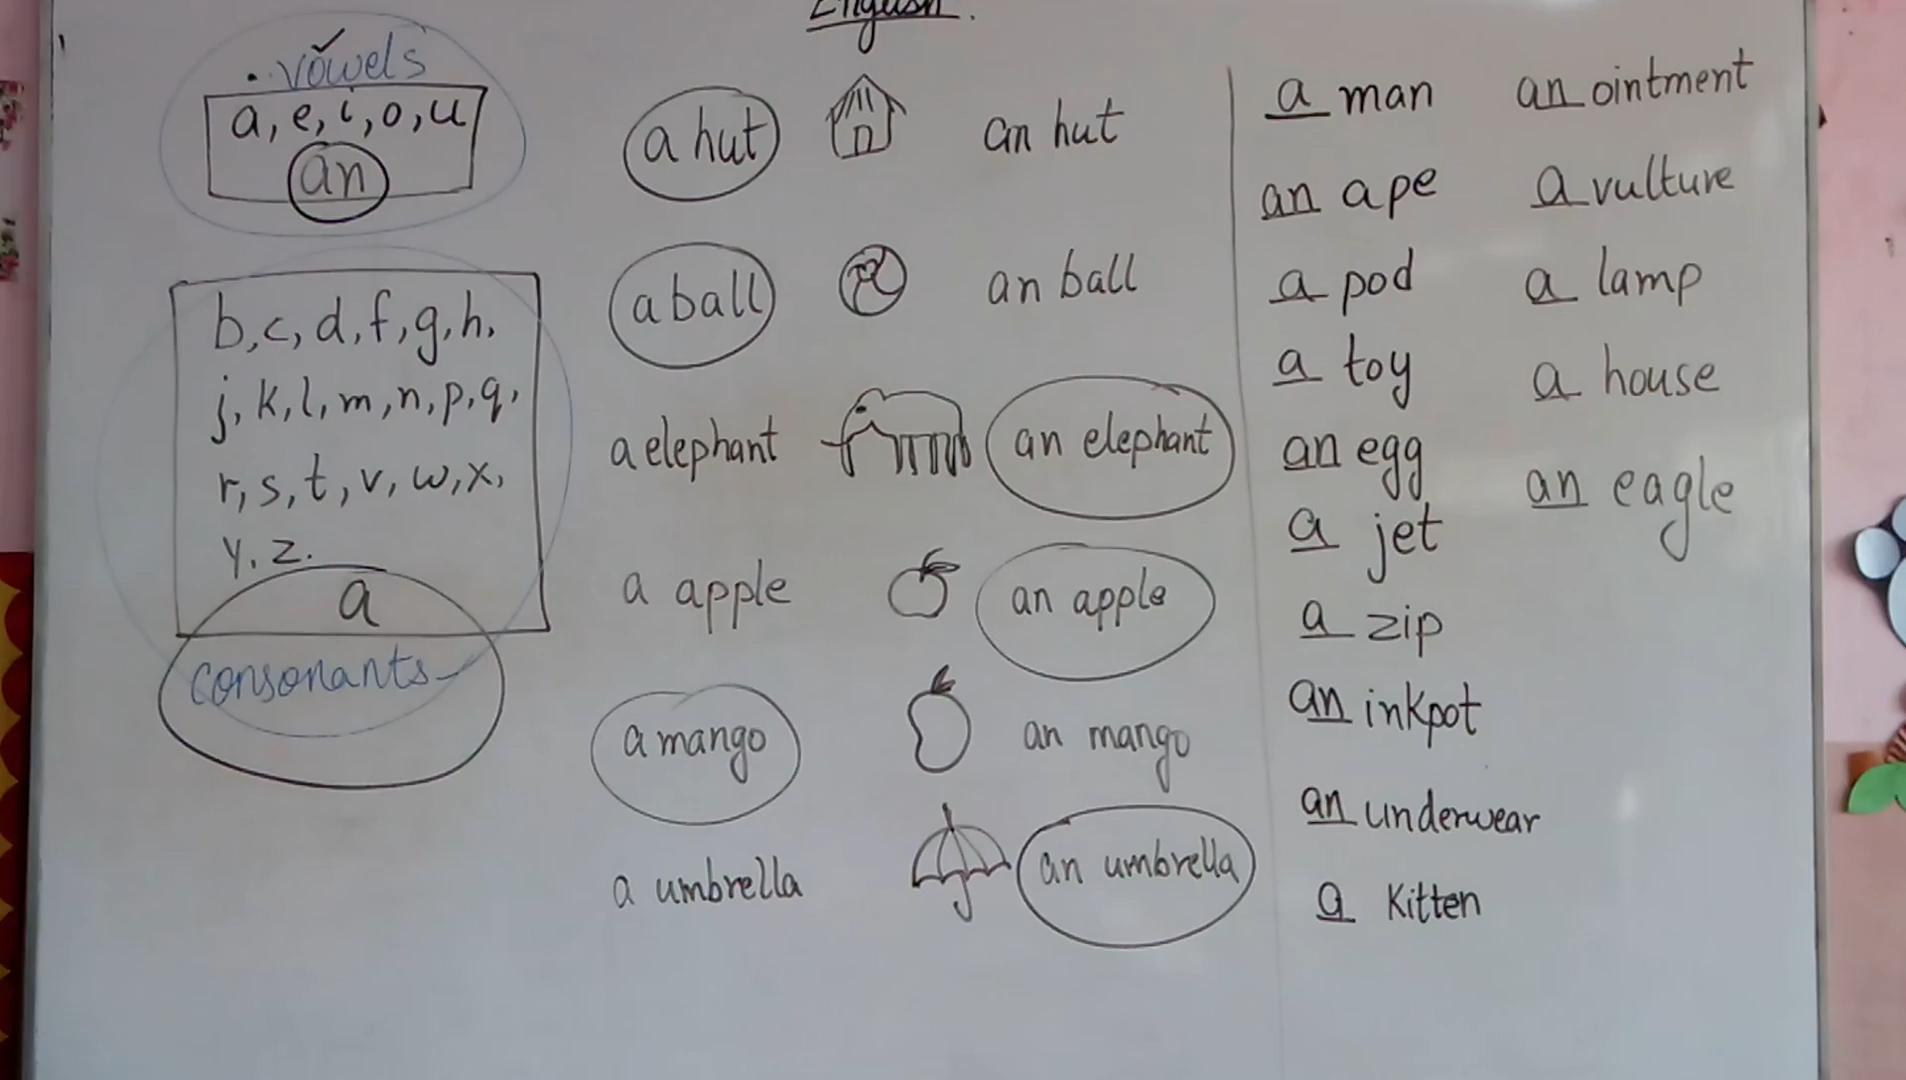 English.
. vowels
a, e, i, o, u
an
b, c, d, f, g, h,
j, k, l, m, n, p, q,
r, s, t, v, w, x,
y, z.
a
consonants
a hut an hut
a ball an ball
a elephant an elephant
a apple an apple
a mango an mango
a umbrella an umbrella
a man
an ape
a pod
a toy
an egg
a jet
a zip
an inkpot
an underwear
a kitten
an ointment
a vulture
a lamp
a house
an eagle